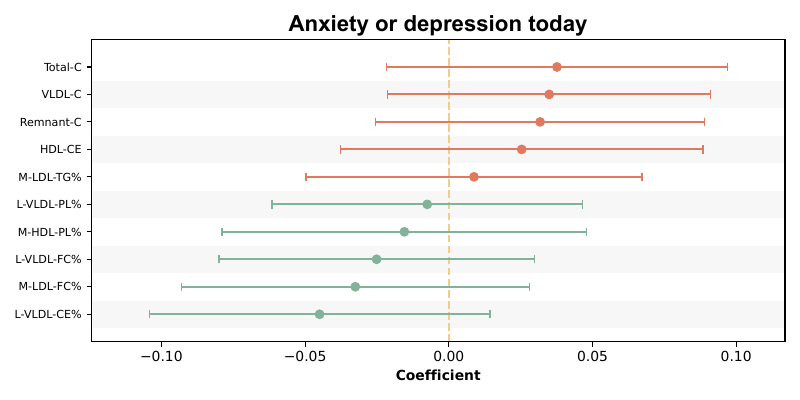 Anxiety or depression today
Total-C
VLDL-C
Remnant-C
HDL-CE
M-LDL-TG%
L-VLDL-PL%
M-HDL-PL%
L-VLDL-FC%
M-LDL-FC%
L-VLDL-CE%
−0.10 −0.05 0.00 0.05 0.10
Coefficient